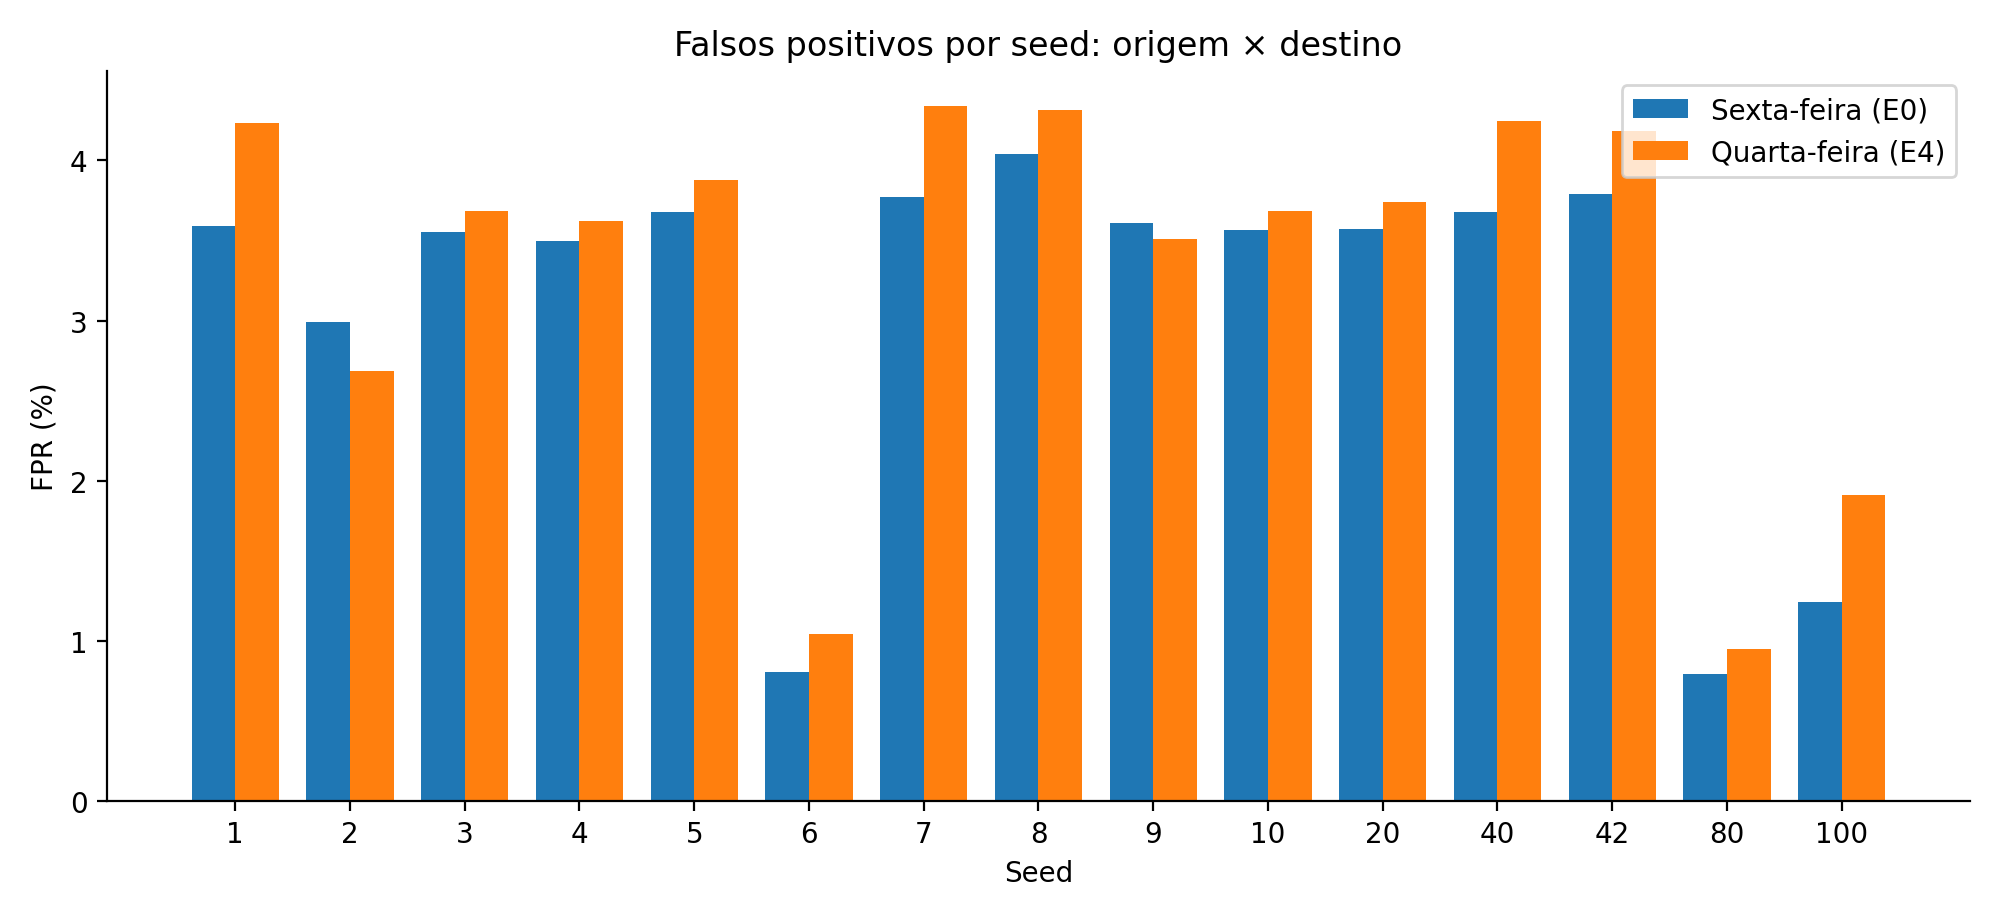 Falsos positivos por seed: origem × destino
Sexta-feira (E0)
Quarta-feira (E4)
FPR (%)
4
3
2
1
0
1 2 3 4 5 6 7 8 9 10 20 40 42 80 100
Seed